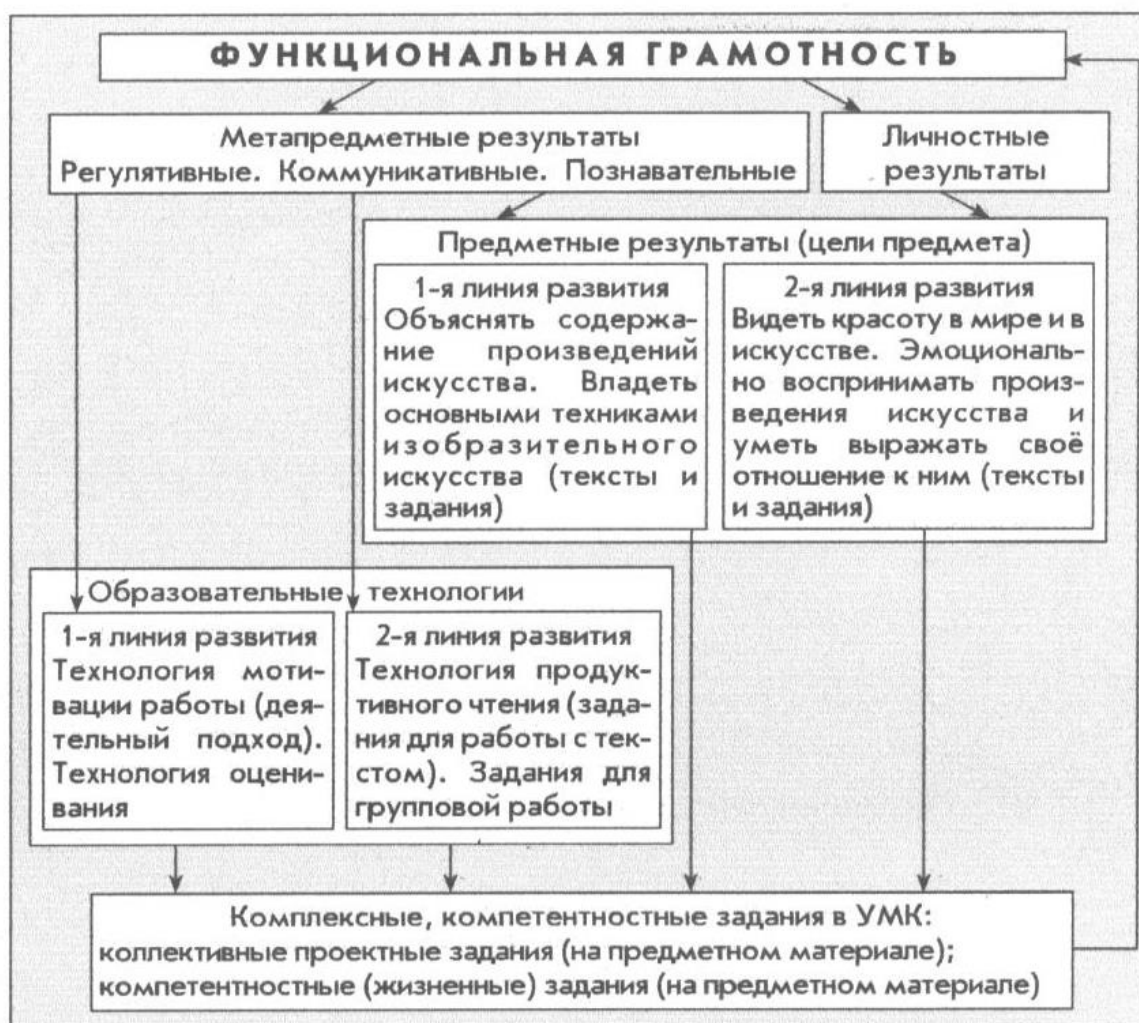 ФУНКЦИОНАЛЬНАЯ ГРАМОТНОСТЬ
Метапредметные результаты
Регулятивные. Коммуникативные. Познавательные
Личностные
результаты
Предметные результаты (цели предмета)
1-я линия развития
Объяснять содержа-
ние произведений
искусства. Владеть
основными техниками
изобразительного
искусства (тексты и
задания)
2-я линия развития
Видеть красоту в мире и в
искусстве. Эмоциональ-
но воспринимать произ-
ведения искусства и
уметь выражать своё
отношение к ним (тексты
и задания)
Образовательные технологии
1-я линия развития
Технология моти-
вации работы (дея-
тельный подход).
Технология оцени-
вания
2-я линия развития
Технология продук-
тивного чтения (зада-
ния для работы с тек-
стом). Задания для
групповой работы
Комплексные, компетентностные задания в УМК:
коллективные проектные задания (на предметном материале);
компетентностные (жизненные) задания (на предметном материале)